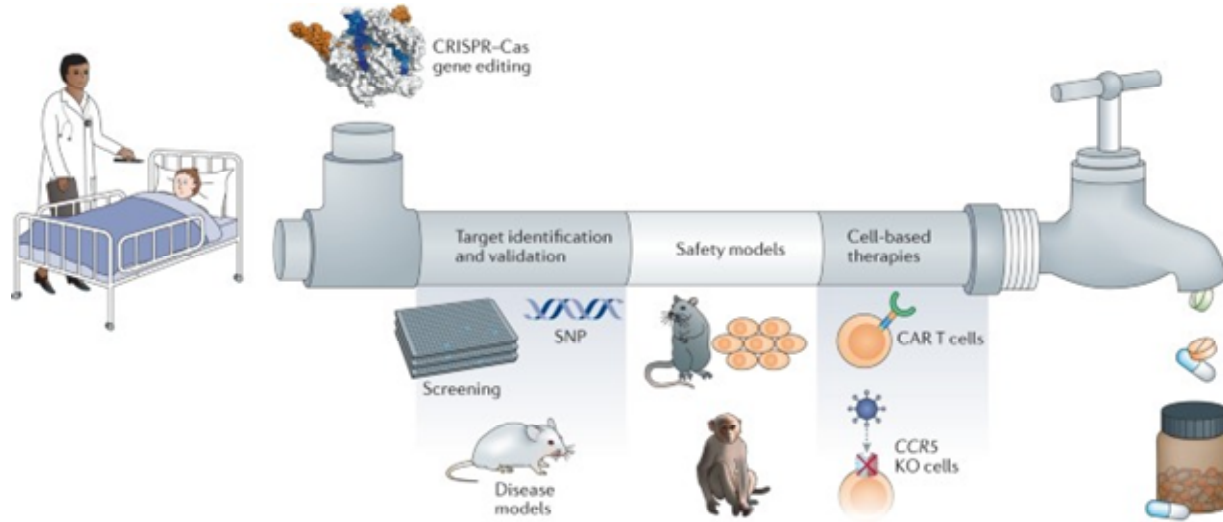 CRISPR–Cas
gene editing
Target identification
and validation
Safety models
Cell-based
therapies
SNP
Screening
Disease
models
CAR T cells
CCR5
KO cells